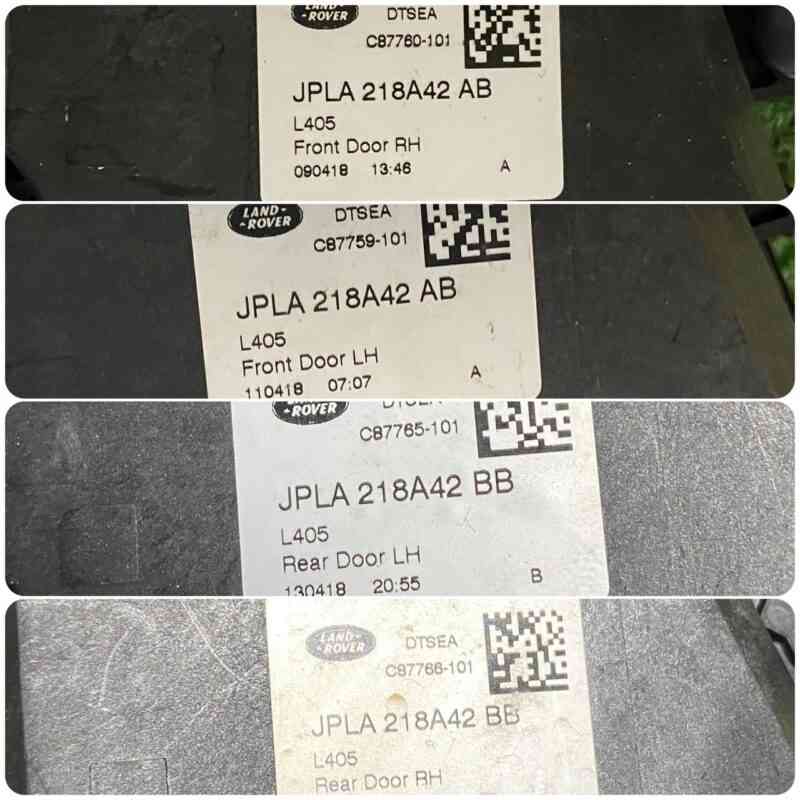 LAND-
-ROVER
DTSEA
C87760-101
JPLA 218A42 AB
L405
Front Door RH
090418 13:46 A
LAND-
-ROVER
DTSEA
C87759-101
JPLA 218A42 AB
L405
Front Door LH
110418 07:07 A
-ROVER
DTSEA
C87765-101
JPLA 218A42 BB
L405
Rear Door LH
130418 20:55 B
LAND-
-ROVER
DTSEA
C87766-101
JPLA 218A42 BB
L405
Rear Door RH